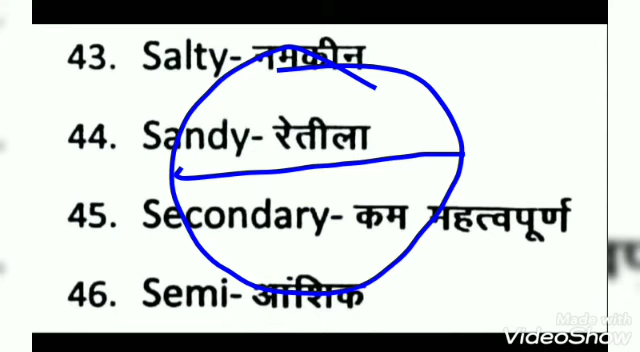 43. Salty- नमकीन
44. Sandy- रेतीला
45. Secondary- कम महत्वपूर्ण
46. Semi- आंशिक
Made with
VideoShow